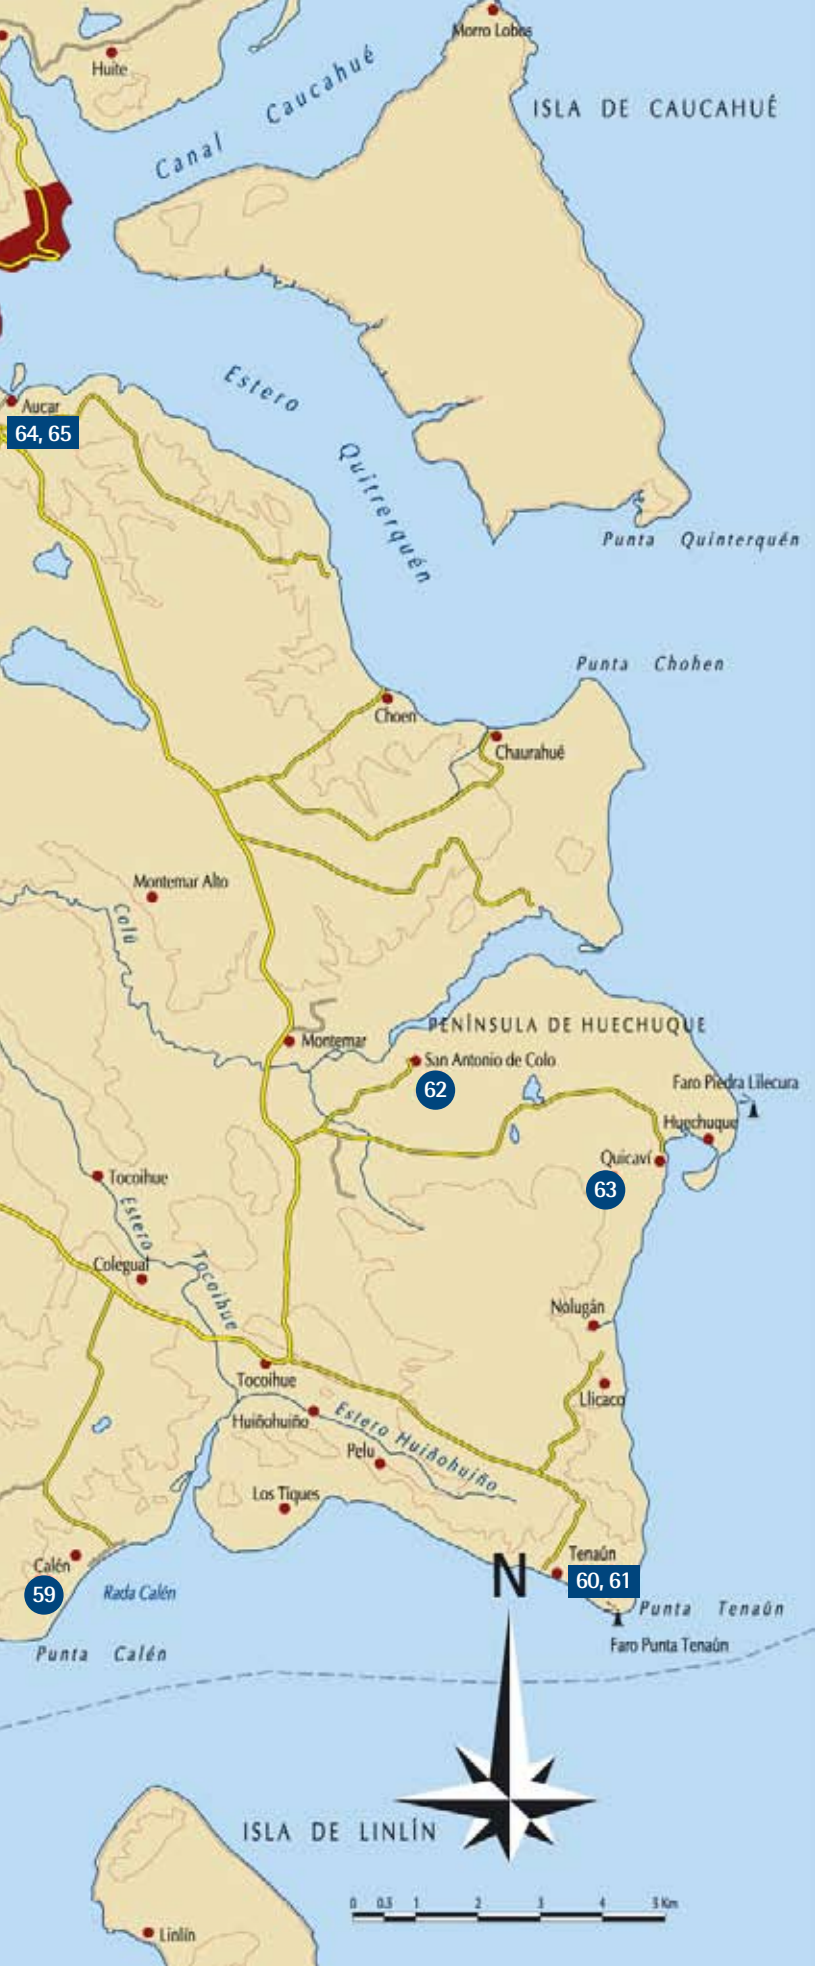 Morro Lobos
Huite
Canal Caucahué
ISLA DE CAUCAHUÉ
Estero Quitrerquén
Aucar
64, 65
Punta Quinterquén
Punta Chohen
Choen
Chaurahué
Montemar Alto
Colú
PENÍNSULA DE HUECHUQUE
Montemar
San Antonio de Colo
62
Faro Piedra Lilecura
Huechuque
Quicaví
63
Tocoihue
Estero Tocoihue
Colegual
Nolugán
Tocoihue
Llicaco
Huiñohuiño
Estero Huiñohuiño
Pelu
Los Tiques
Tenaún
60, 61
Calén
59
Rada Calén
N
Punta Tenaún
Faro Punta Tenaún
Punta Calén
ISLA DE LINLÍN
0 0.5 1 2 3 4 5 Km
Linlín